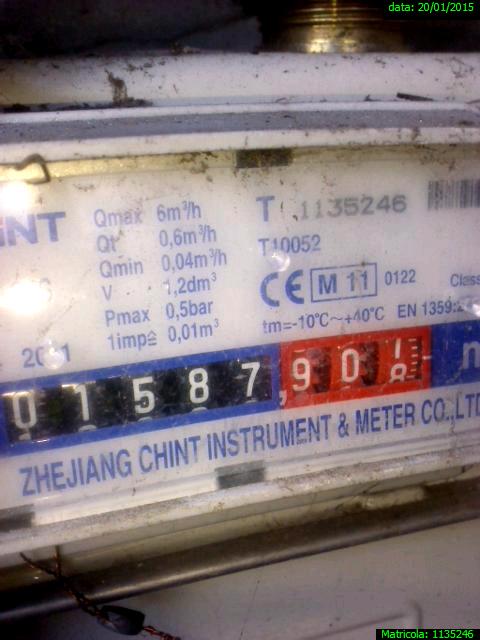 data: 20/01/2015
Qmax 6m³/h
Qt 0,6m³/h
Qmin 0,04m³/h
V 1,2dm³
Pmax 0,5bar
1imp≙ 0,01m³
T 1135246
T10052
CE M 11 0122
tm=-10°C~+40°C EN 1359:
01587,90
ZHEJIANG CHINT INSTRUMENT & METER CO.,LTD
Matricola: 1135246